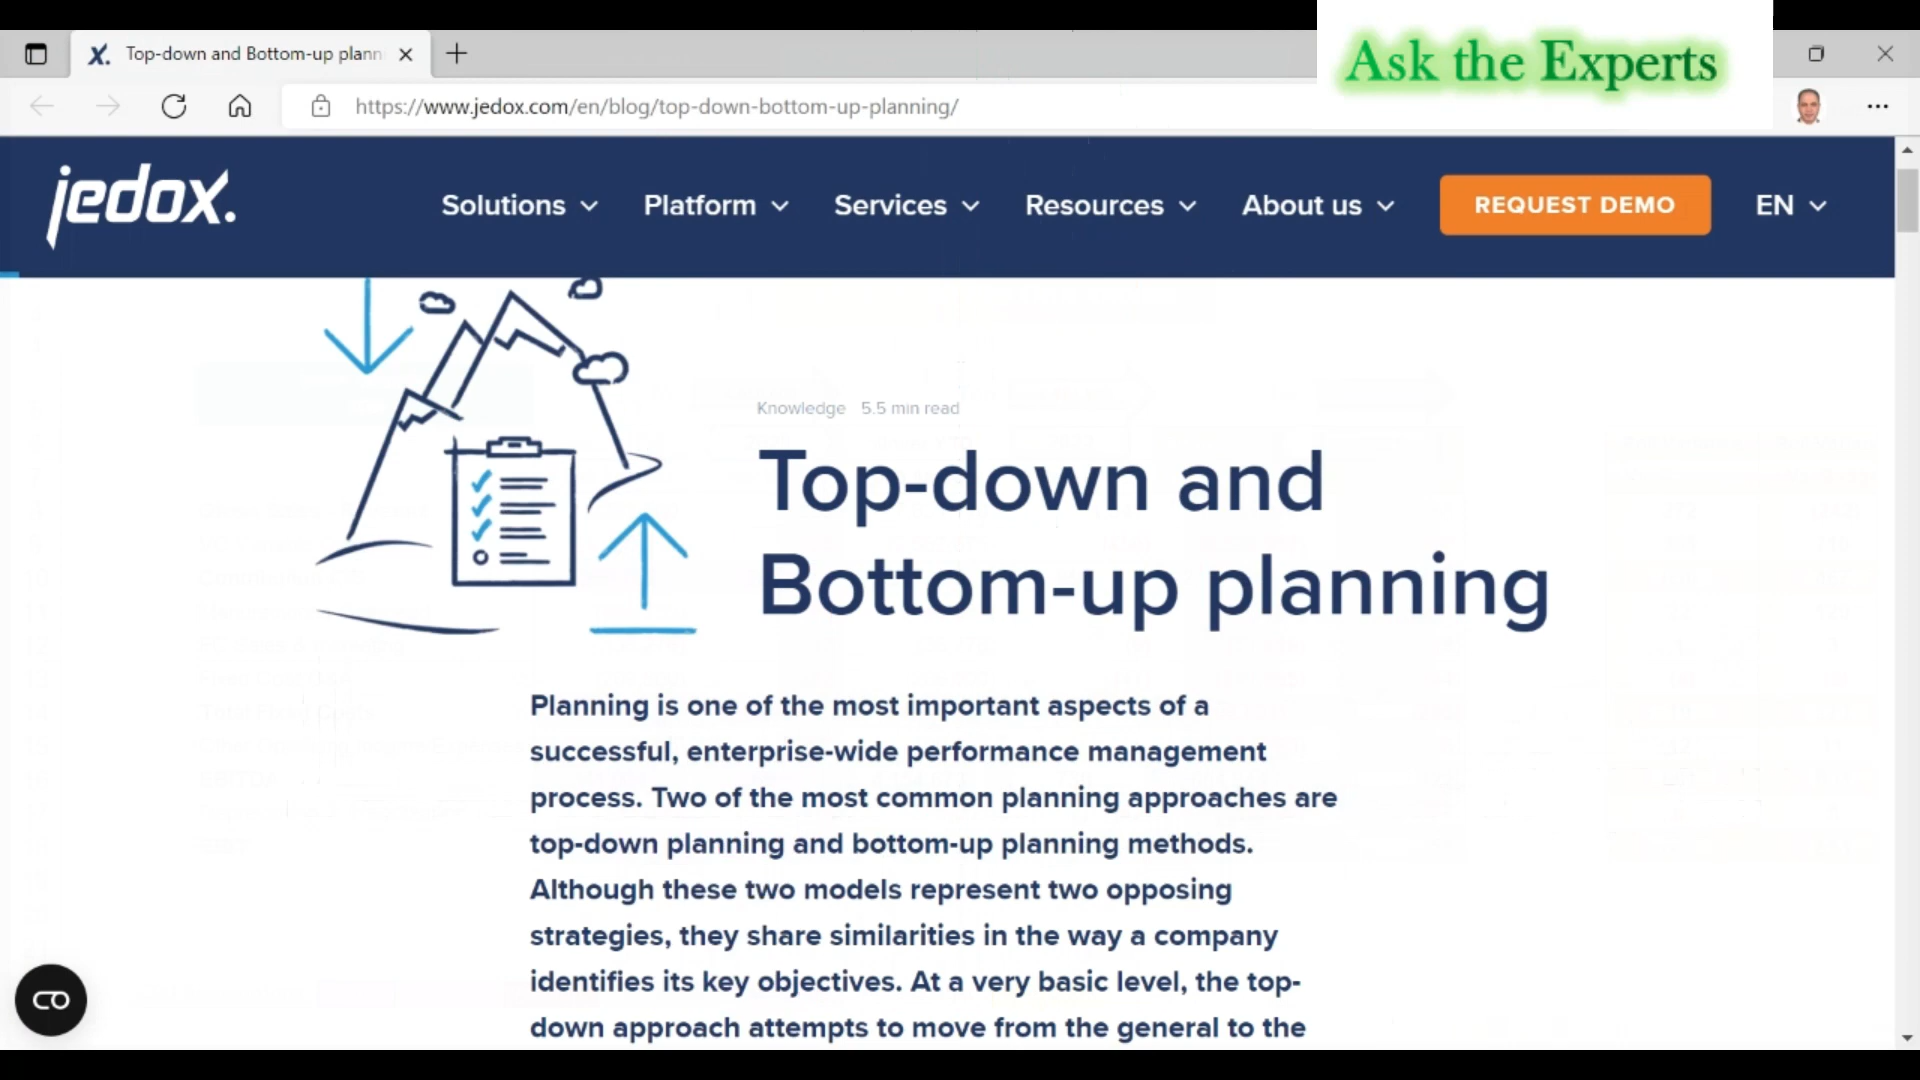 Ask the Experts
Top-down and Bottom-up plann
https://www.jedox.com/en/blog/top-down-bottom-up-planning/
jedox.
Solutions Platform Services Resources About us REQUEST DEMO EN
Knowledge 5.5 min read
Top-down and
Bottom-up planning
Planning is one of the most important aspects of a
successful, enterprise-wide performance management
process. Two of the most common planning approaches are
top-down planning and bottom-up planning methods.
Although these two models represent two opposing
strategies, they share similarities in the way a company
identifies its key objectives. At a very basic level, the top-
down approach attempts to move from the general to the